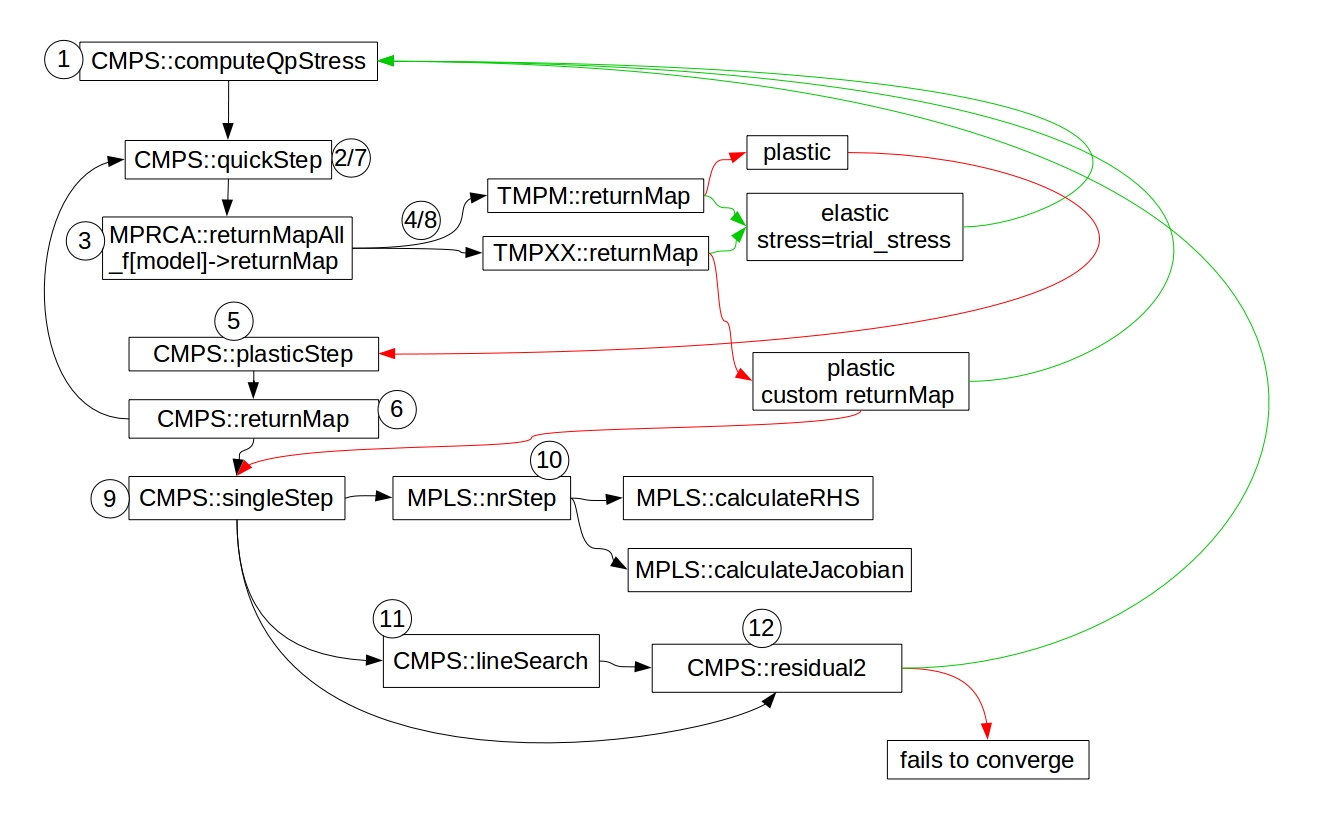 1
CMPS::computeQpStress
CMPS::quickStep
2/7
3
MPRCA::returnMapAll
_f[model]->returnMap
4/8
TMPM::returnMap
TMPXX::returnMap
plastic
elastic
stress=trial_stress
5
CMPS::plasticStep
plastic
custom returnMap
CMPS::returnMap
6
9
CMPS::singleStep
10
MPLS::nrStep
MPLS::calculateRHS
MPLS::calculateJacobian
11
CMPS::lineSearch
12
CMPS::residual2
fails to converge